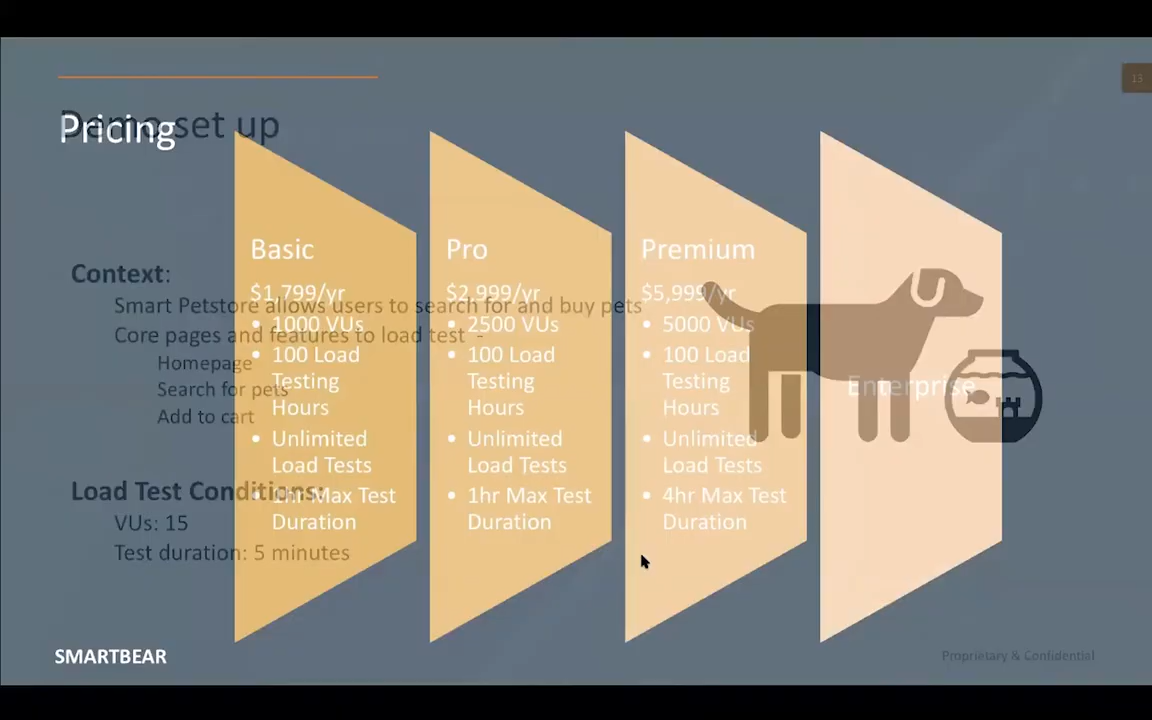 13
Pricing
Demo set up
Basic
$1,799/yr
• 1000 VUs
• 100 Load
Testing
Hours
• Unlimited
Load Tests
• 1hr Max Test
Duration
Pro
$2,999/yr
• 2500 VUs
• 100 Load
Testing
Hours
• Unlimited
Load Tests
• 1hr Max Test
Duration
Premium
$5,999/yr
• 5000 VUs
• 100 Load
Testing
Hours
• Unlimited
Load Tests
• 4hr Max Test
Duration
Enterprise
Context:
Smart Petstore allows users to search for and buy pets
Core pages and features to load test -
Homepage
Search for pets
Add to cart
Load Test Conditions:
VUs: 15
Test duration: 5 minutes
SMARTBEAR
Proprietary & Confidential